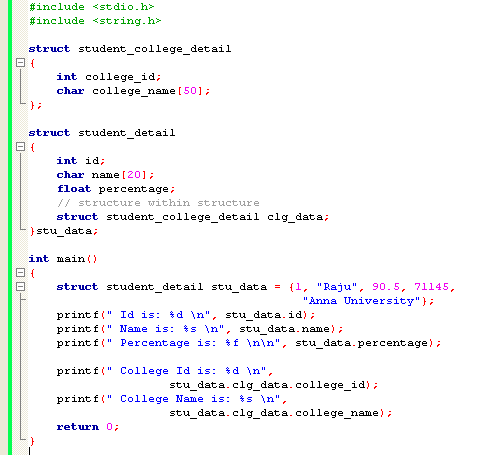 #include <stdio.h>
#include <string.h>

struct student_college_detail
{
    int college_id;
    char college_name[50];
};

struct student_detail
{
    int id;
    char name[20];
    float percentage;
    // structure within structure
    struct student_college_detail clg_data;
}stu_data;

int main()
{
    struct student_detail stu_data = {1, "Raju", 90.5, 71145,
                                       "Anna University"};
    printf(" Id is: %d \n", stu_data.id);
    printf(" Name is: %s \n", stu_data.name);
    printf(" Percentage is: %f \n\n", stu_data.percentage);

    printf(" College Id is: %d \n",
                    stu_data.clg_data.college_id);
    printf(" College Name is: %s \n",
                    stu_data.clg_data.college_name);
    return 0;
}